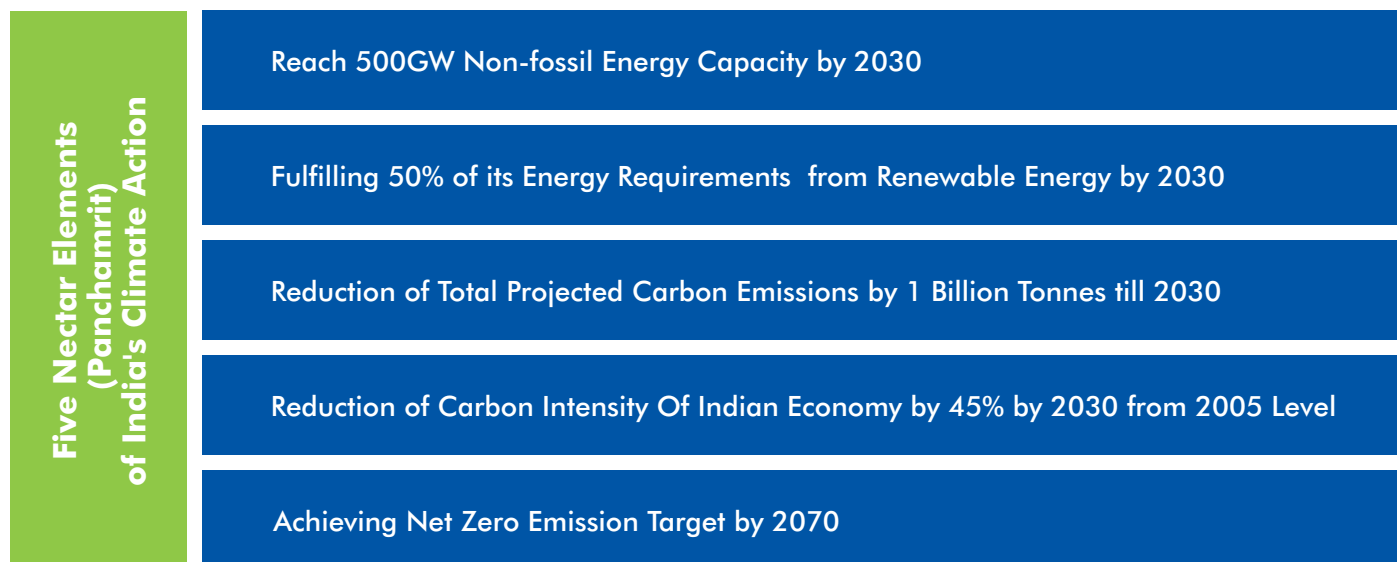 Five Nectar Elements
(Panchamrit)
of India's Climate Action
Reach 500GW Non-fossil Energy Capacity by 2030
Fulfilling 50% of its Energy Requirements  from Renewable Energy by 2030
Reduction of Total Projected Carbon Emissions by 1 Billion Tonnes till 2030
Reduction of Carbon Intensity Of Indian Economy by 45% by 2030 from 2005 Level
Achieving Net Zero Emission Target by 2070